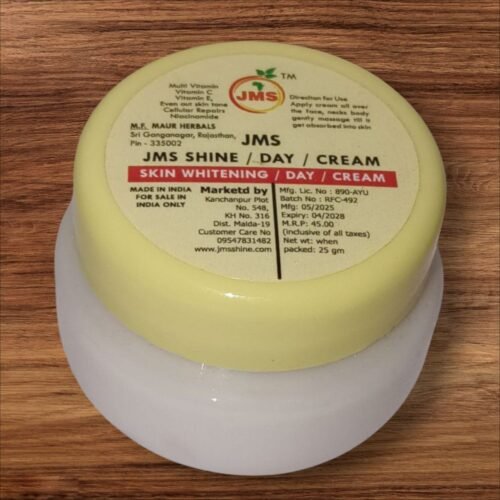 JMS
TM
Multi Vitamin
Vitamin C
Vitamin E,
Even out skin tone
Cellular Repairs
Niacinamide
Direciton For Use
Apply cream all over
the face, necks body
gently massage till it
get absorbed into skin
M.F. MAUR HERBALS
Sri Ganganagar, Rajasthan,
Pin - 335002
JMS
JMS SHINE / DAY / CREAM
SKIN WHITENING / DAY / CREAM
MADE IN INDIA
FOR SALE IN
INDIA ONLY
Marketd by
Kanchanpur Plot
No. 548,
KH No. 316
Dist. Malda-19
Customer Care No
09547831482
www.jmsshine.com
Mfg. Lic. No : 890-AYU
Batch No : RFC-492
Mfg: 05/2025
Expiry: 04/2028
M.R.P: 45.00
(inclusive of all taxes)
Net wt: when
packed: 25 gm